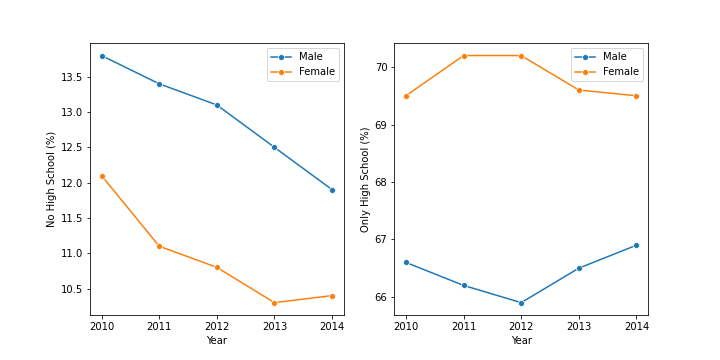 No High School (%)
13.5
13.0
12.5
12.0
11.5
11.0
10.5
2010 2011 2012 2013 2014
Year
Male
Female
Only High School (%)
70
69
68
67
66
2010 2011 2012 2013 2014
Year
Male
Female